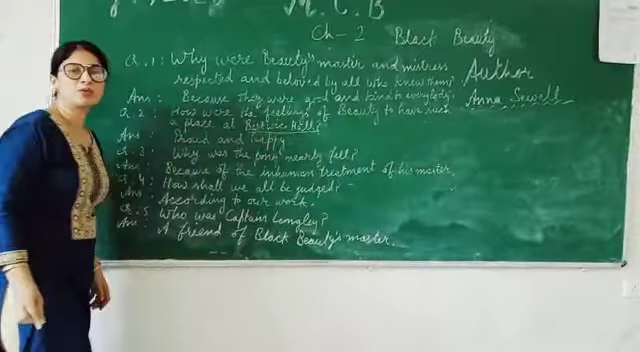 M.C.B
Ch-2 Black Beauty
Q.1: Why were Beauty's master and mistress
respected and beloved by all who knew them?
Author
Anna Sewell
Ans: Because they were good and kind to everybody.
Q.2: How were the feelings of Beauty to have such
a place at Birtwick Hall?
Ans: Proud and happy
Q.3: Why was the pony nearly fell?
Ans: Because of the inhuman treatment of his master.
Q.4: How shall we all be judged?
Ans: According to our work.
Q.5 Who was Captain Langley?
Ans: A friend of Black Beauty's master.